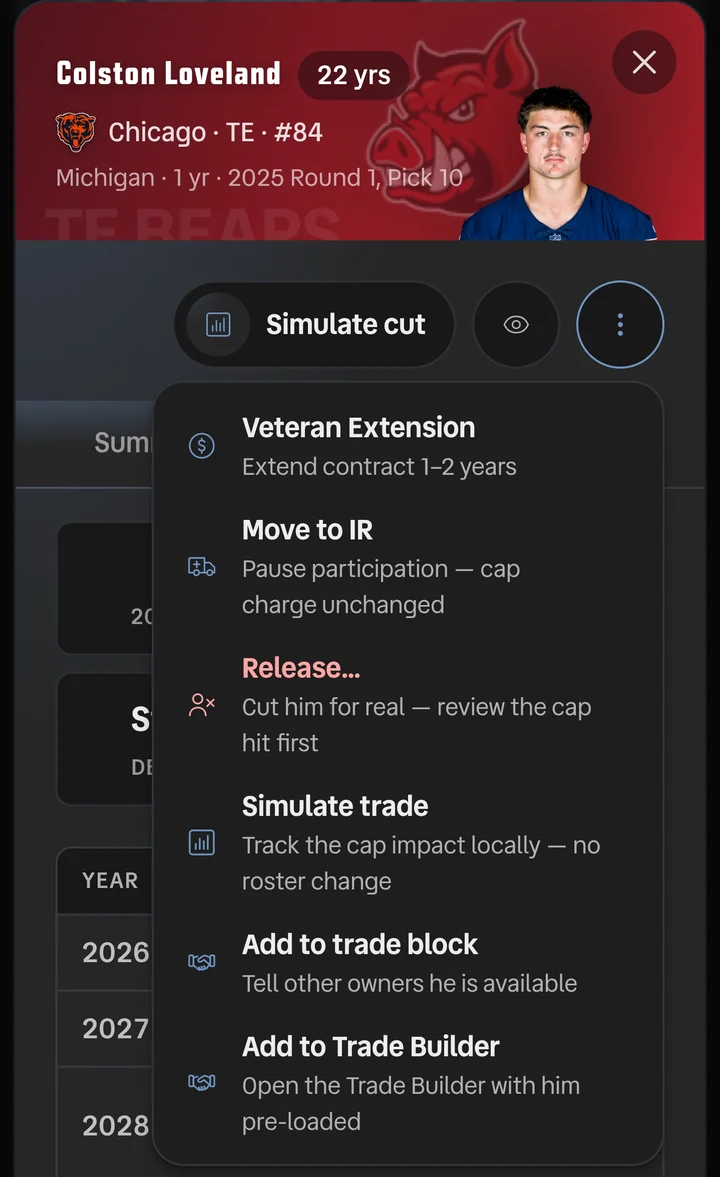 Colston Loveland 22 yrs
Chicago · TE · #84
Michigan · 1 yr · 2025 Round 1, Pick 10
TE BEARS
Simulate cut
Veteran Extension
Extend contract 1–2 years
Move to IR
Pause participation — cap
charge unchanged
Release...
Cut him for real — review the cap
hit first
Simulate trade
Track the cap impact locally — no
roster change
YEAR
Add to trade block
2026
Tell other owners he is available
2027
Add to Trade Builder
Open the Trade Builder with him
2028
pre-loaded